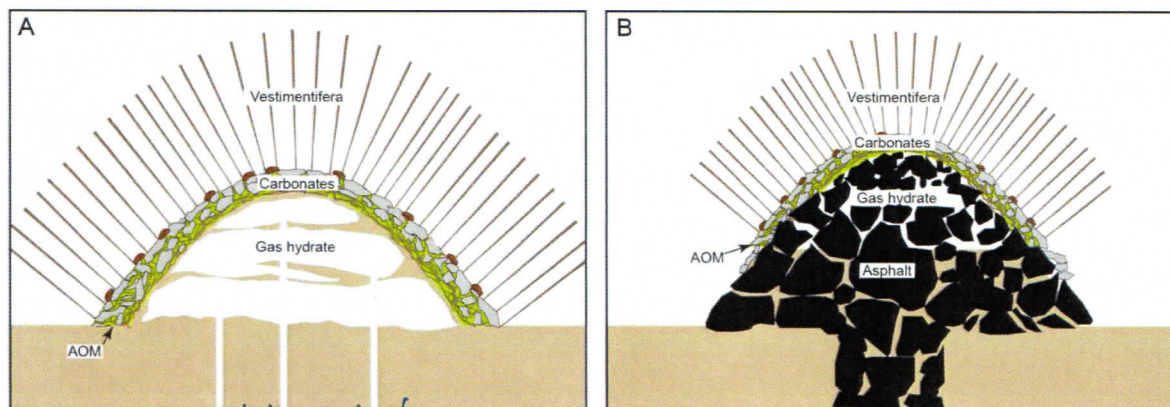 A
Vestimentifera
Carbonates
Gas hydrate
AOM
B
Vestimentifera
Carbonates
Gas hydrate
AOM
Asphalt